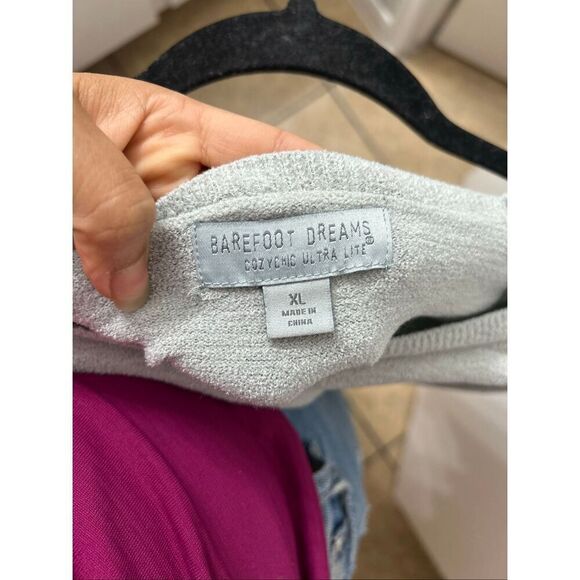 BAREFOOT DREAMS®
COZYCHIC ULTRA LITE
XL
MADE IN
CHINA